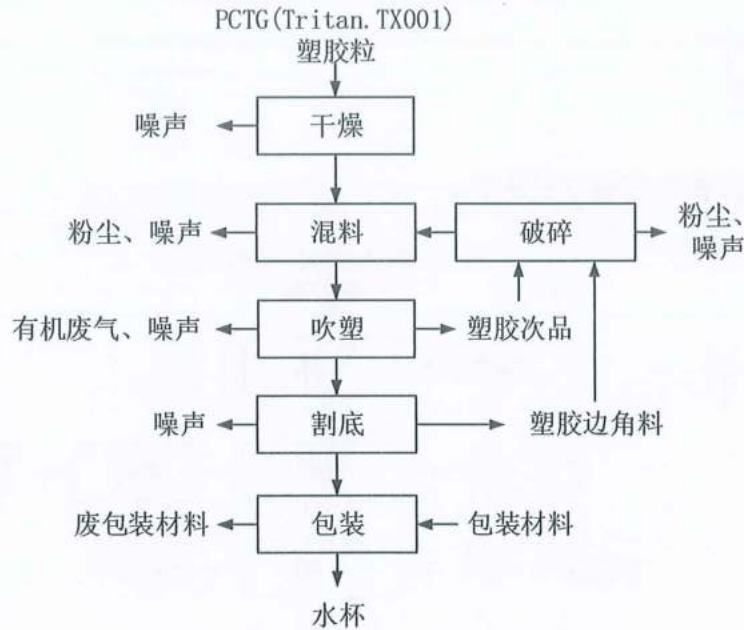 PCTG(Tritan.TX001)
塑胶粒
噪声
干燥
粉尘、噪声
混料
破碎
粉尘、
噪声
有机废气、噪声
吹塑
塑胶次品
噪声
割底
塑胶边角料
废包装材料
包装
包装材料
水杯